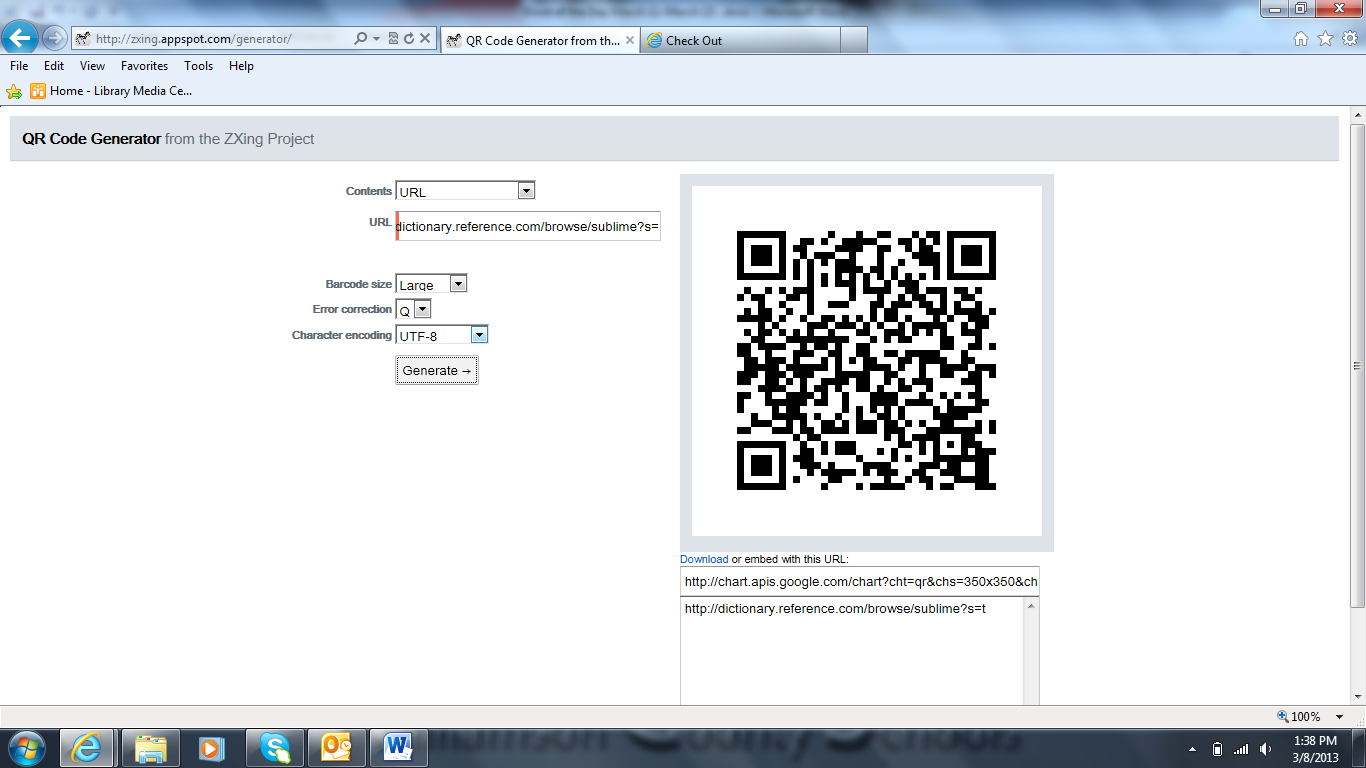 http://zxing.appspot.com/generator/
QR Code Generator from th...
Check Out
File Edit View Favorites Tools Help
Home - Library Media Ce...
QR Code Generator from the ZXing Project
Contents URL
URL dictionary.reference.com/browse/sublime?s=
Barcode size Large
Error correction Q
Character encoding UTF-8
Generate →
Download or embed with this URL:
http://chart.apis.google.com/chart?cht=qr&chs=350x350&ch
http://dictionary.reference.com/browse/sublime?s=t
100%
1:38 PM
3/8/2013